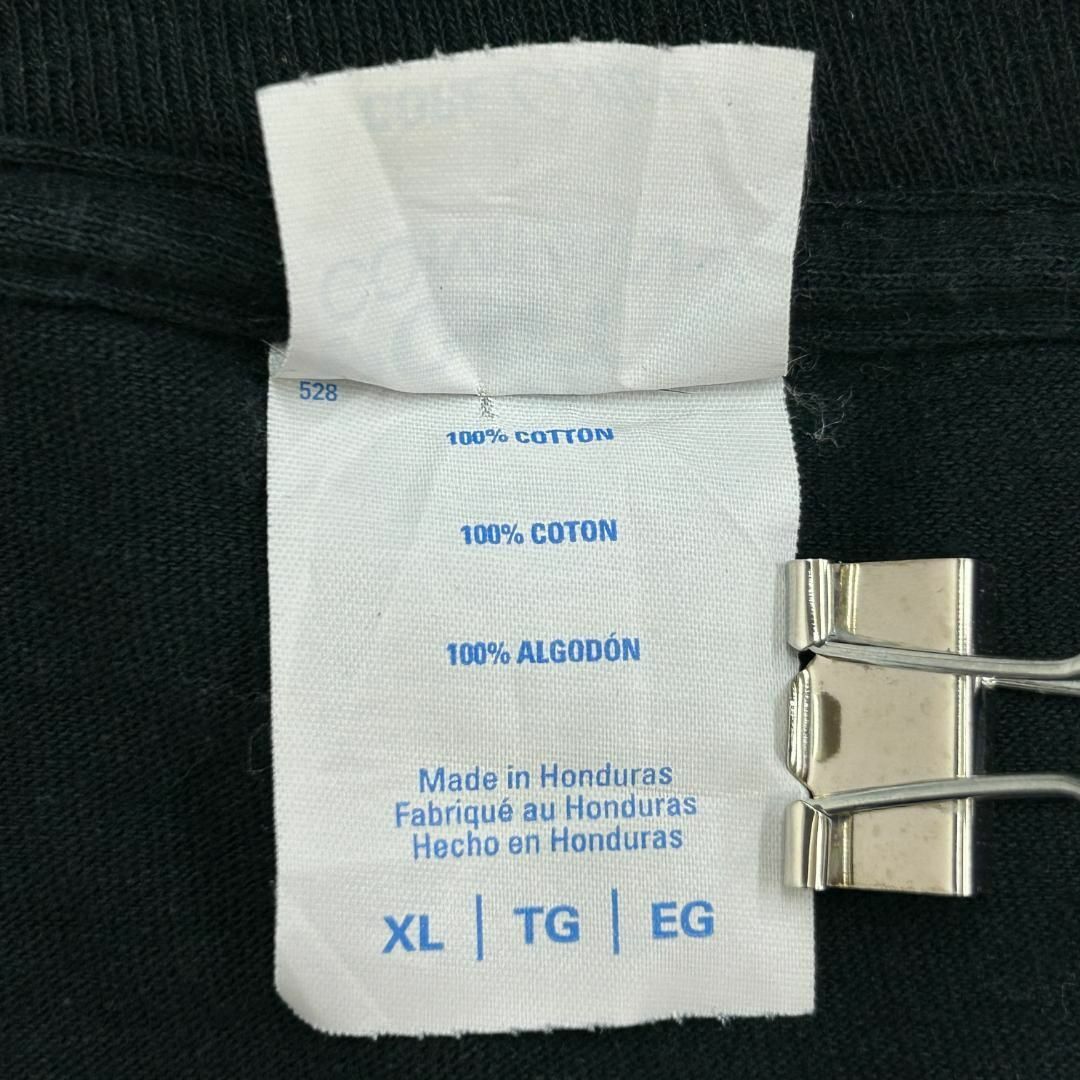 528
100% COTTON
100% COTON
100% ALGODÓN
Made in Honduras
Fabriqué au Honduras
Hecho en Honduras
XL | TG | EG